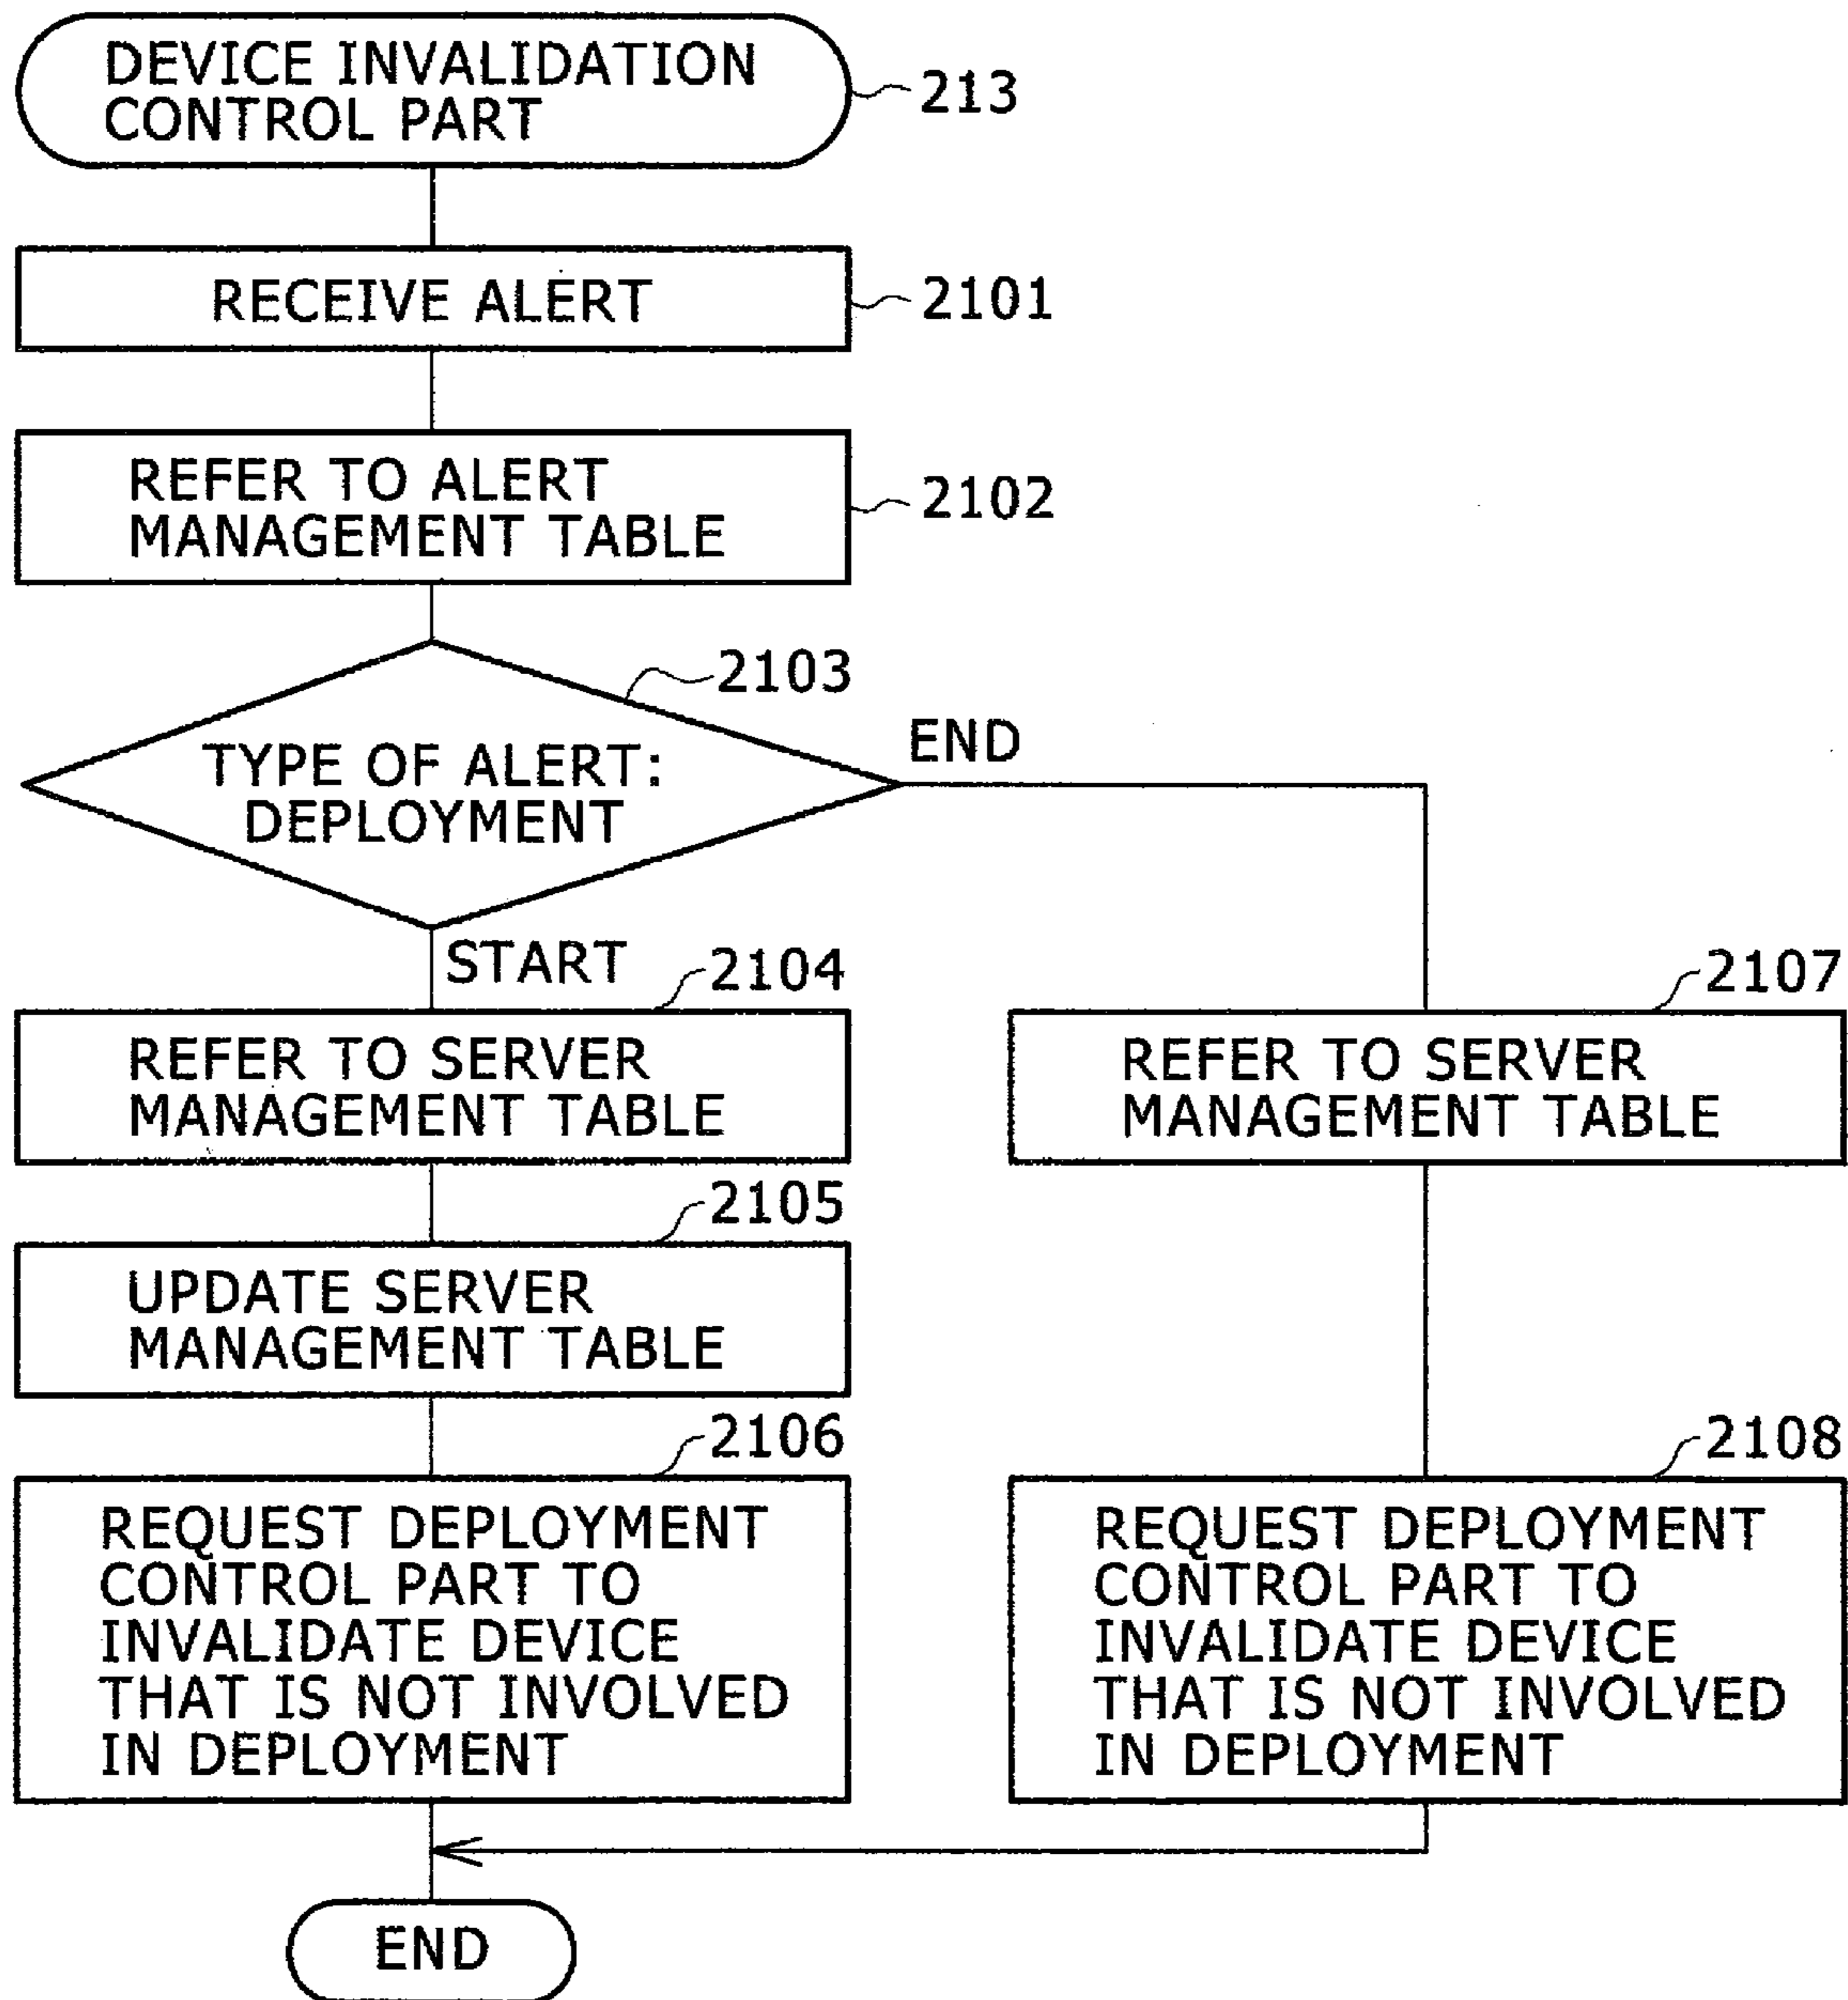 DEVICE INVALIDATION
CONTROL PART
213
RECEIVE ALERT
2101
REFER TO ALERT
MANAGEMENT TABLE
2102
2103
TYPE OF ALERT:
DEPLOYMENT
END
START
2104
REFER TO SERVER
MANAGEMENT TABLE
2107
REFER TO SERVER
MANAGEMENT TABLE
2105
UPDATE SERVER
MANAGEMENT TABLE
2106
REQUEST DEPLOYMENT
CONTROL PART TO
INVALIDATE DEVICE
THAT IS NOT INVOLVED
IN DEPLOYMENT
2108
REQUEST DEPLOYMENT
CONTROL PART TO
INVALIDATE DEVICE
THAT IS NOT INVOLVED
IN DEPLOYMENT
END